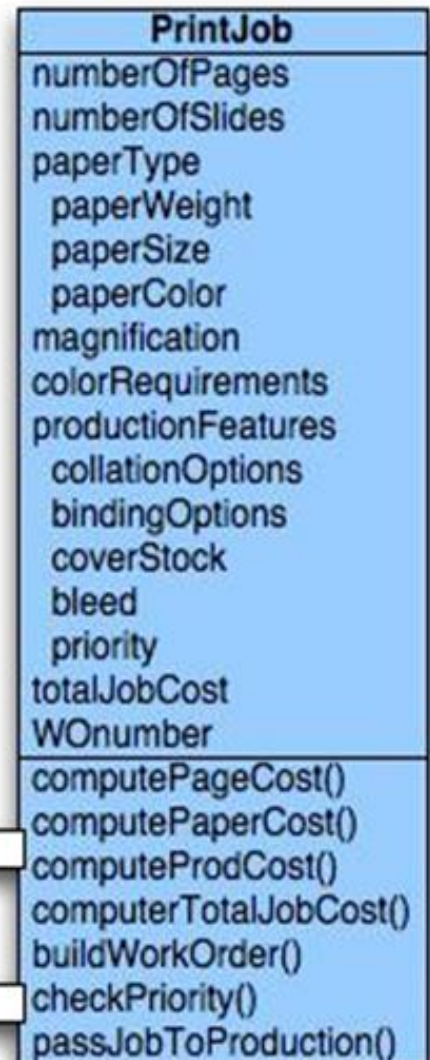 PrintJob
numberOfPages
numberOfSlides
paperType
paperWeight
paperSize
paperColor
magnification
colorRequirements
productionFeatures
collationOptions
bindingOptions
coverStock
bleed
priority
totalJobCost
WOnumber
computePageCost()
computePaperCost()
computeProdCost()
computerTotalJobCost()
buildWorkOrder()
checkPriority()
passJobToProduction()